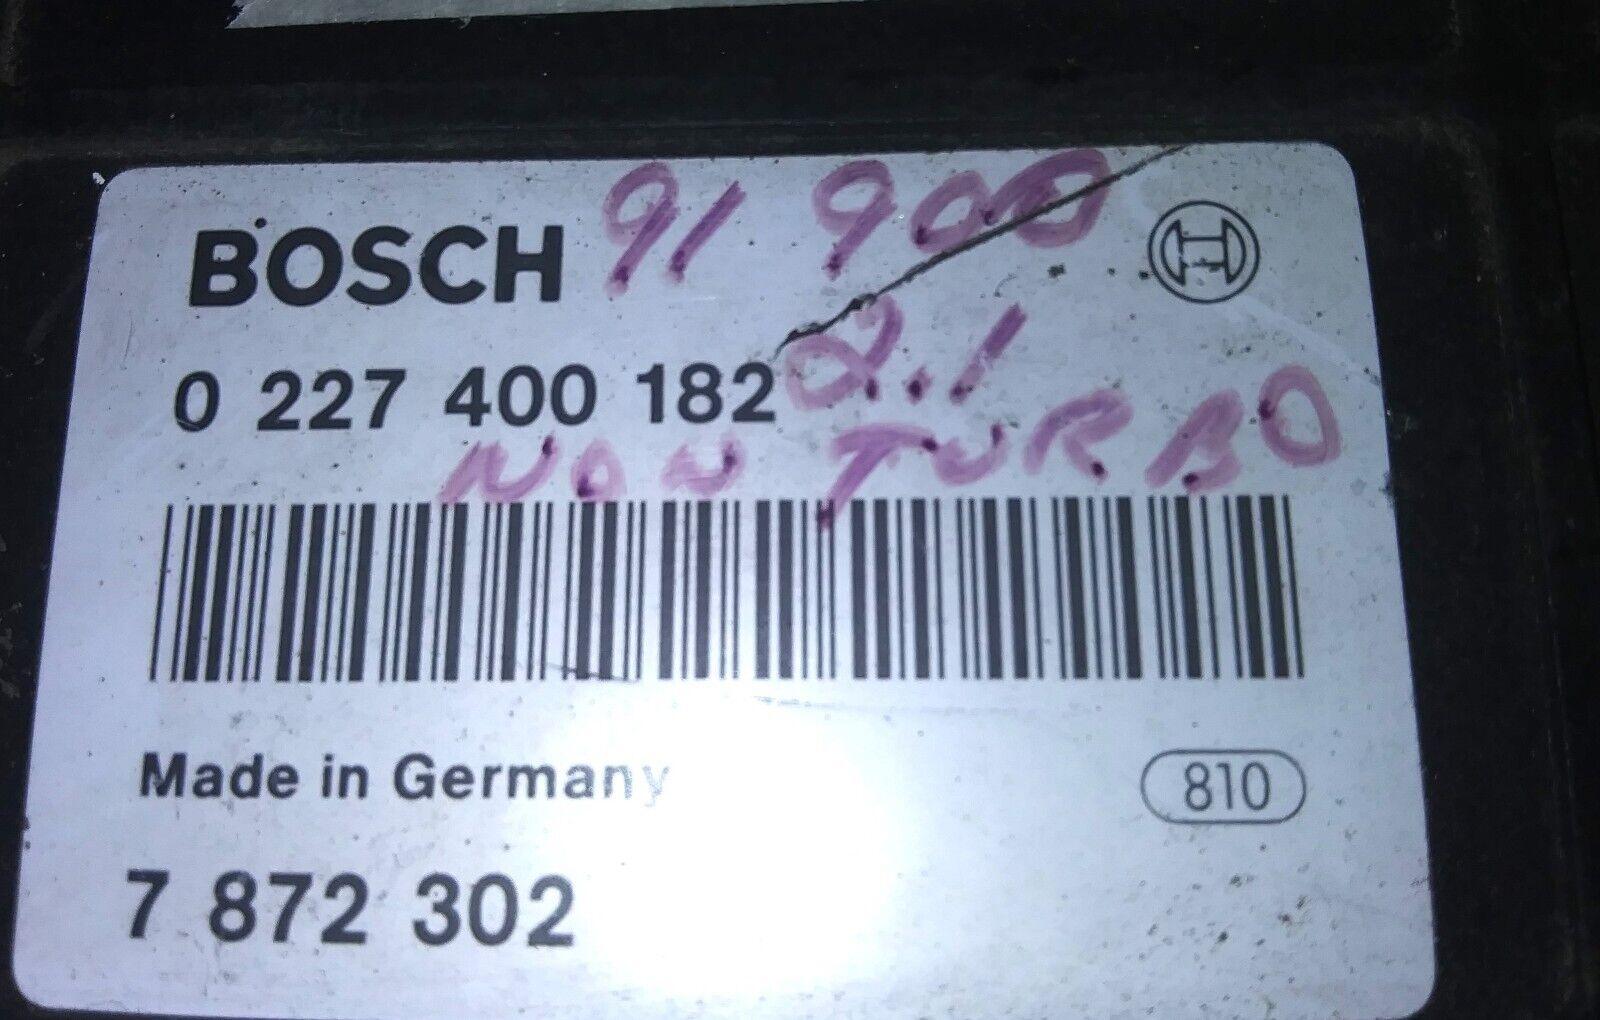 BOSCH 91 900
0 227 400 182 2.1
NON TURBO
Made in Germany
810
7 872 302